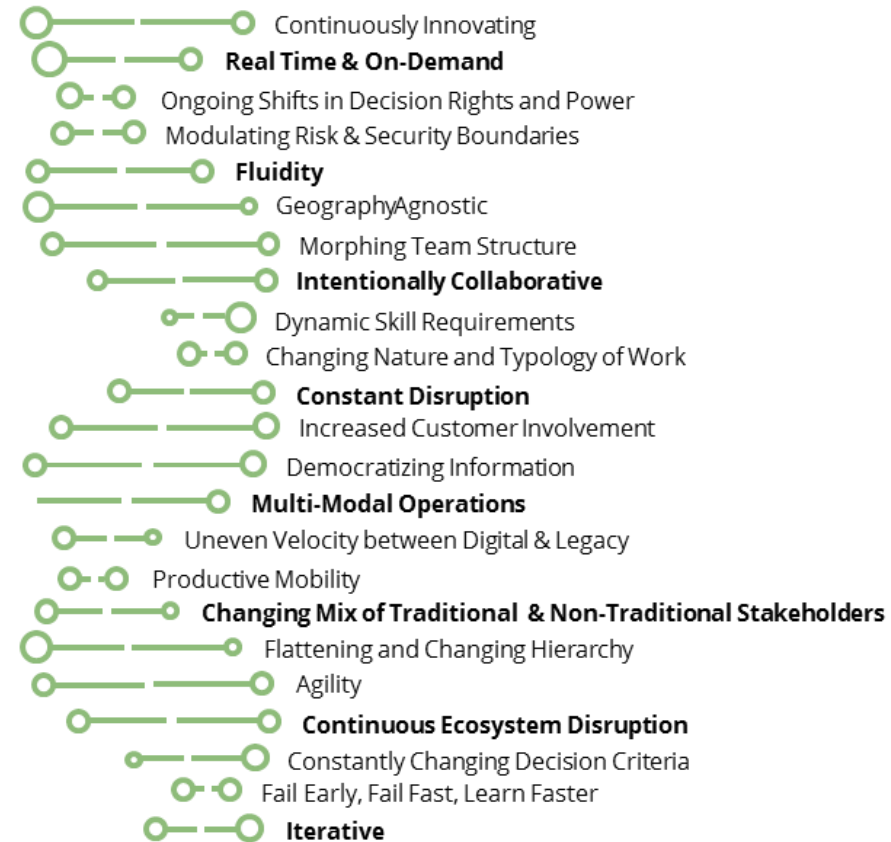 Continuously Innovating
Real Time & On-Demand
Ongoing Shifts in Decision Rights and Power
Modulating Risk & Security Boundaries
Fluidity
GeographyAgnostic
Morphing Team Structure
Intentionally Collaborative
Dynamic Skill Requirements
Changing Nature and Typology of Work
Constant Disruption
Increased Customer Involvement
Democratizing Information
Multi-Modal Operations
Uneven Velocity between Digital & Legacy
Productive Mobility
Changing Mix of Traditional & Non-Traditional Stakeholders
Flattening and Changing Hierarchy
Agility
Continuous Ecosystem Disruption
Constantly Changing Decision Criteria
Fail Early, Fail Fast, Learn Faster
Iterative